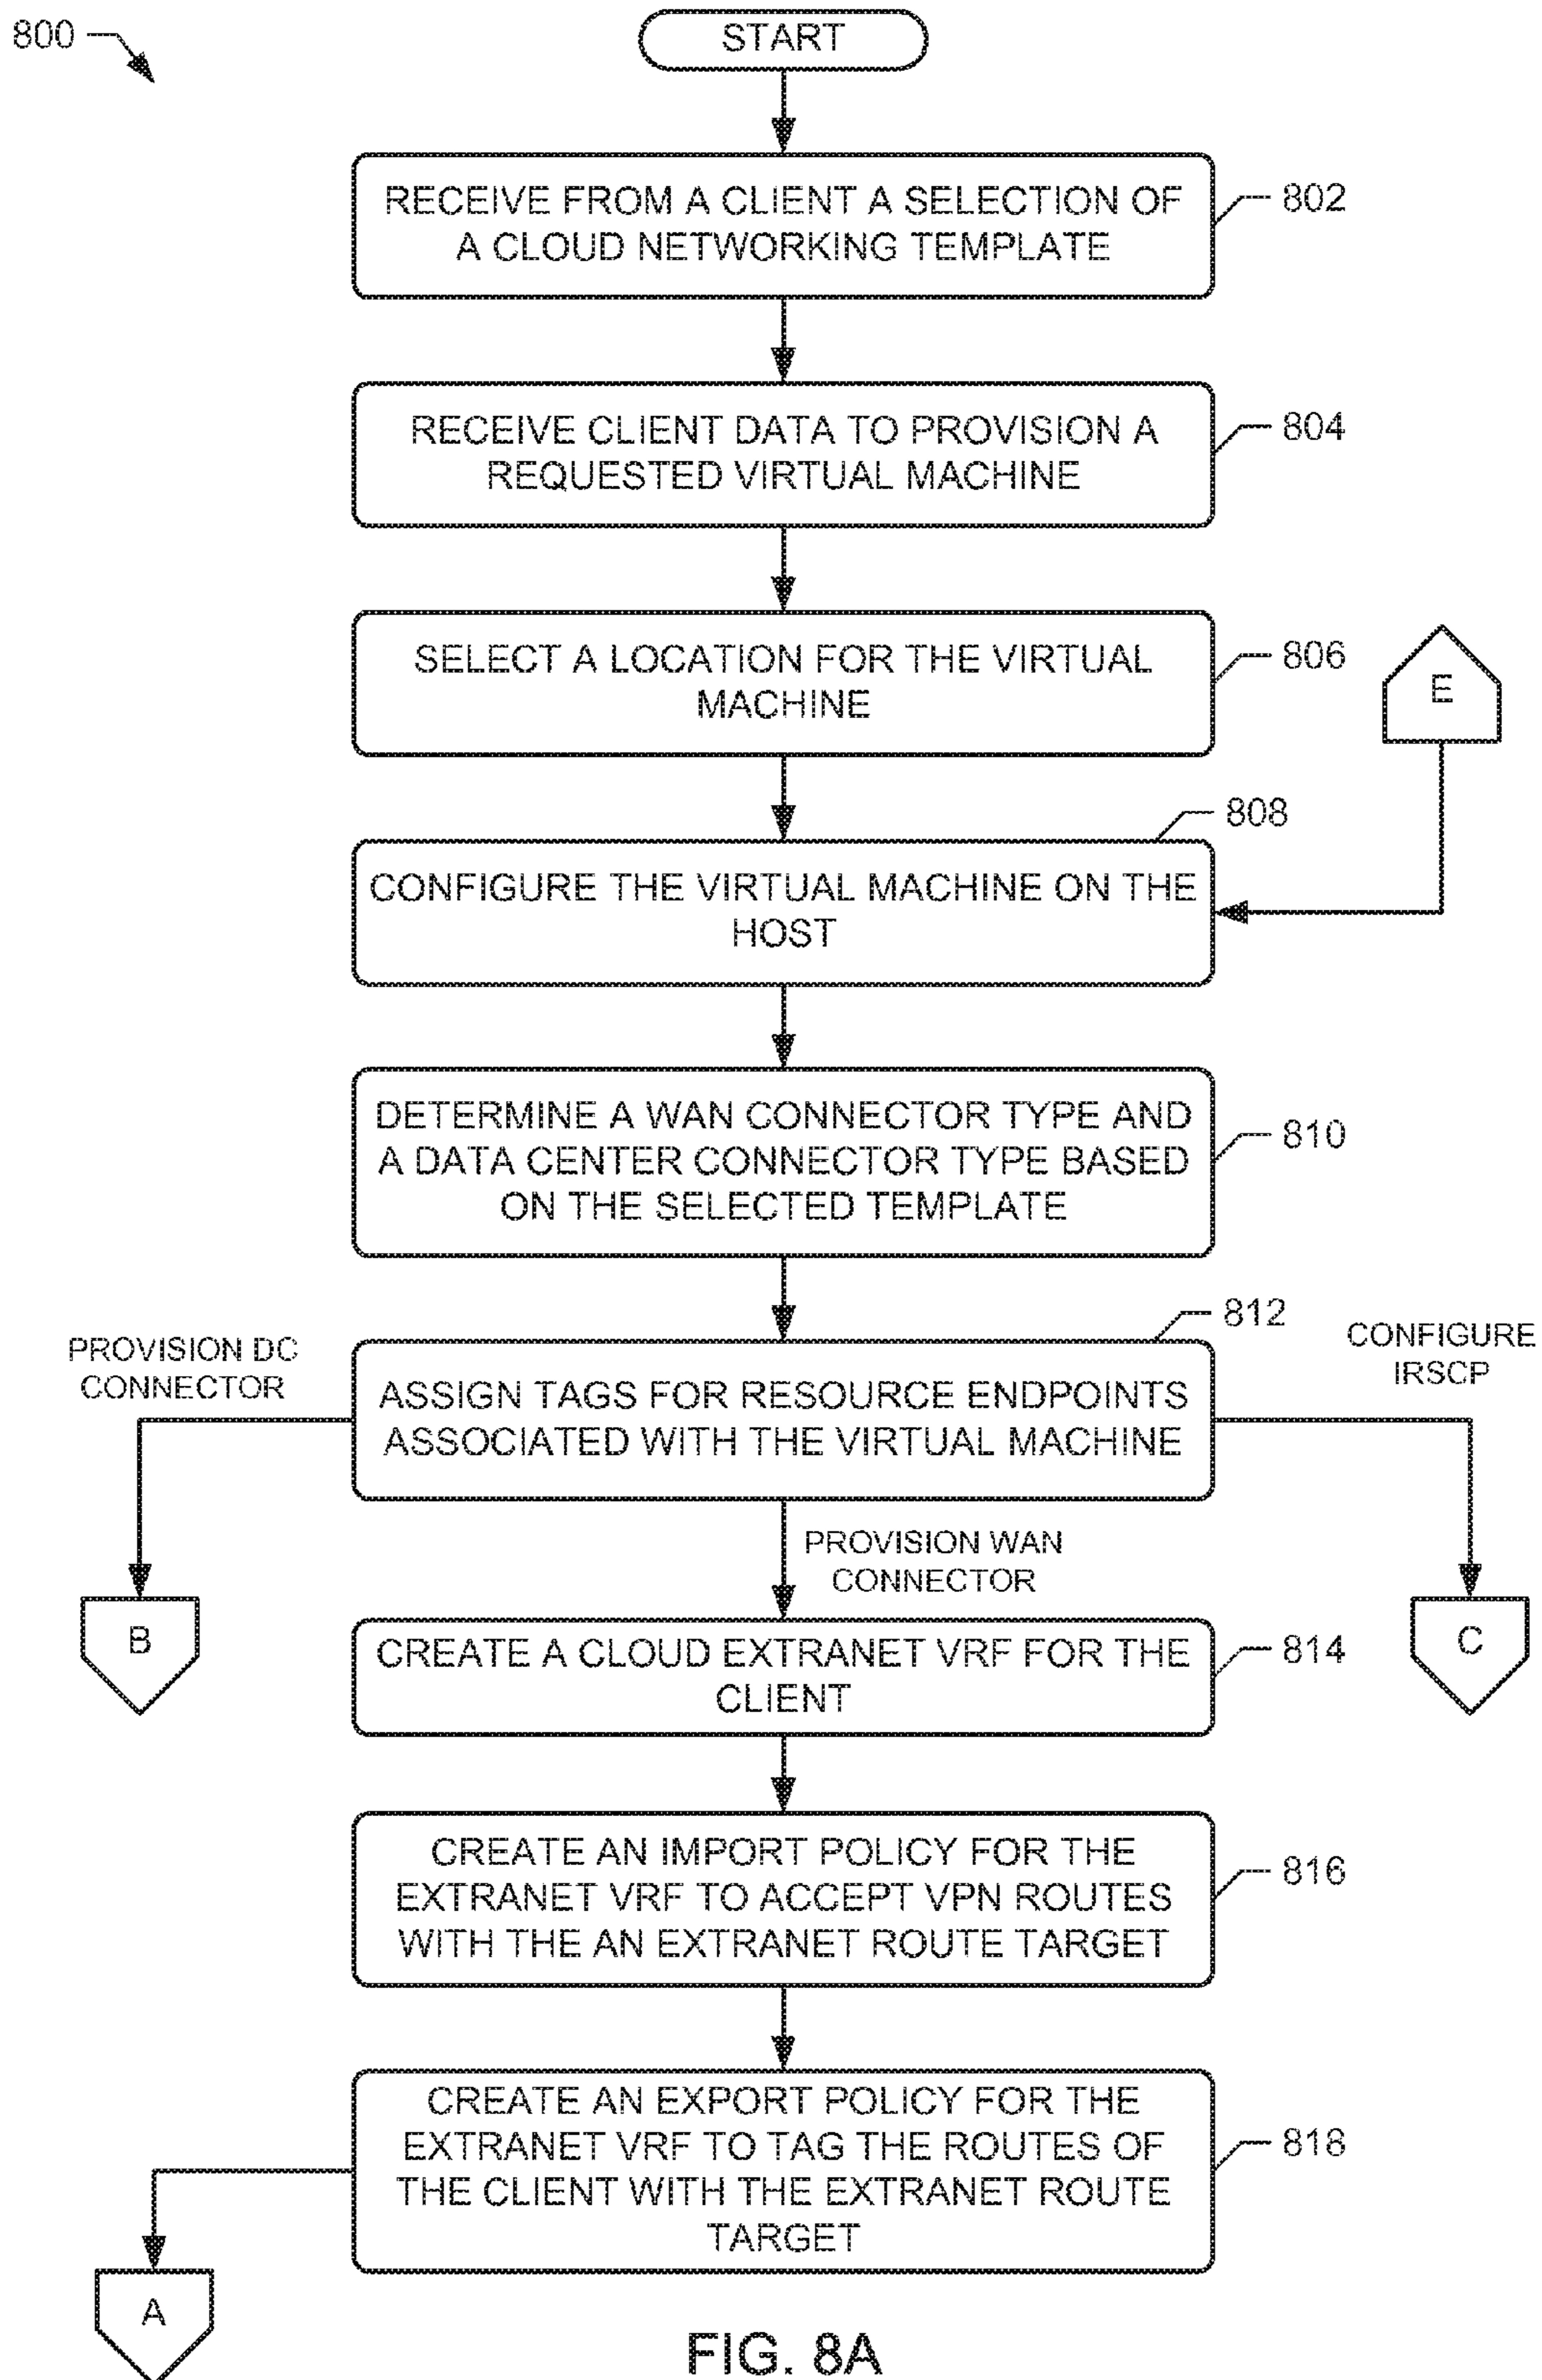 800
START
RECEIVE FROM A CLIENT A SELECTION OF
A CLOUD NETWORKING TEMPLATE
802
RECEIVE CLIENT DATA TO PROVISION A
REQUESTED VIRTUAL MACHINE
804
SELECT A LOCATION FOR THE VIRTUAL
MACHINE
806
E
808
CONFIGURE THE VIRTUAL MACHINE ON THE
HOST
DETERMINE A WAN CONNECTOR TYPE AND
A DATA CENTER CONNECTOR TYPE BASED
ON THE SELECTED TEMPLATE
810
812
PROVISION DC
CONNECTOR
CONFIGURE
IRSCP
ASSIGN TAGS FOR RESOURCE ENDPOINTS
ASSOCIATED WITH THE VIRTUAL MACHINE
PROVISION WAN
CONNECTOR
B
C
CREATE A CLOUD EXTRANET VRF FOR THE
CLIENT
814
CREATE AN IMPORT POLICY FOR THE
EXTRANET VRF TO ACCEPT VPN ROUTES
WITH THE AN EXTRANET ROUTE TARGET
816
CREATE AN EXPORT POLICY FOR THE
EXTRANET VRF TO TAG THE ROUTES OF
THE CLIENT WITH THE EXTRANET ROUTE
TARGET
818
A
FIG. 8A